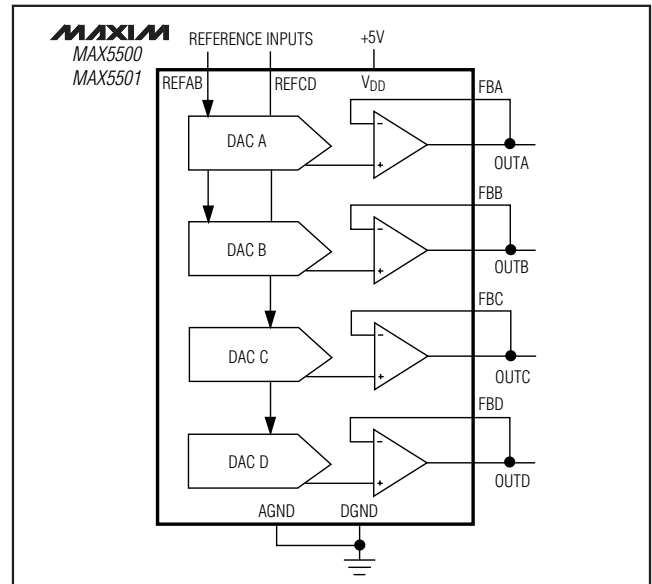 MAXIM
MAX5500
MAX5501
REFERENCE INPUTS
+5V
REFAB
REFCD
VDD
FBA
DAC A
-
+
OUTA
FBB
DAC B
-
+
OUTB
FBC
DAC C
-
+
OUTC
FBD
DAC D
-
+
OUTD
AGND
DGND